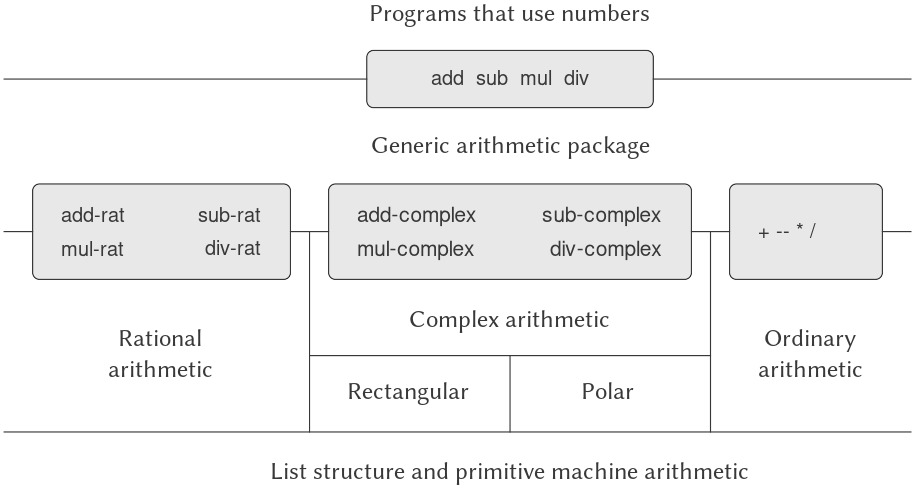 Programs that use numbers
add sub mul div
Generic arithmetic package
add-rat sub-rat
mul-rat div-rat
add-complex sub-complex
mul-complex div-complex
+ -- * /
Rational
arithmetic
Complex arithmetic
Rectangular
Polar
Ordinary
arithmetic
List structure and primitive machine arithmetic